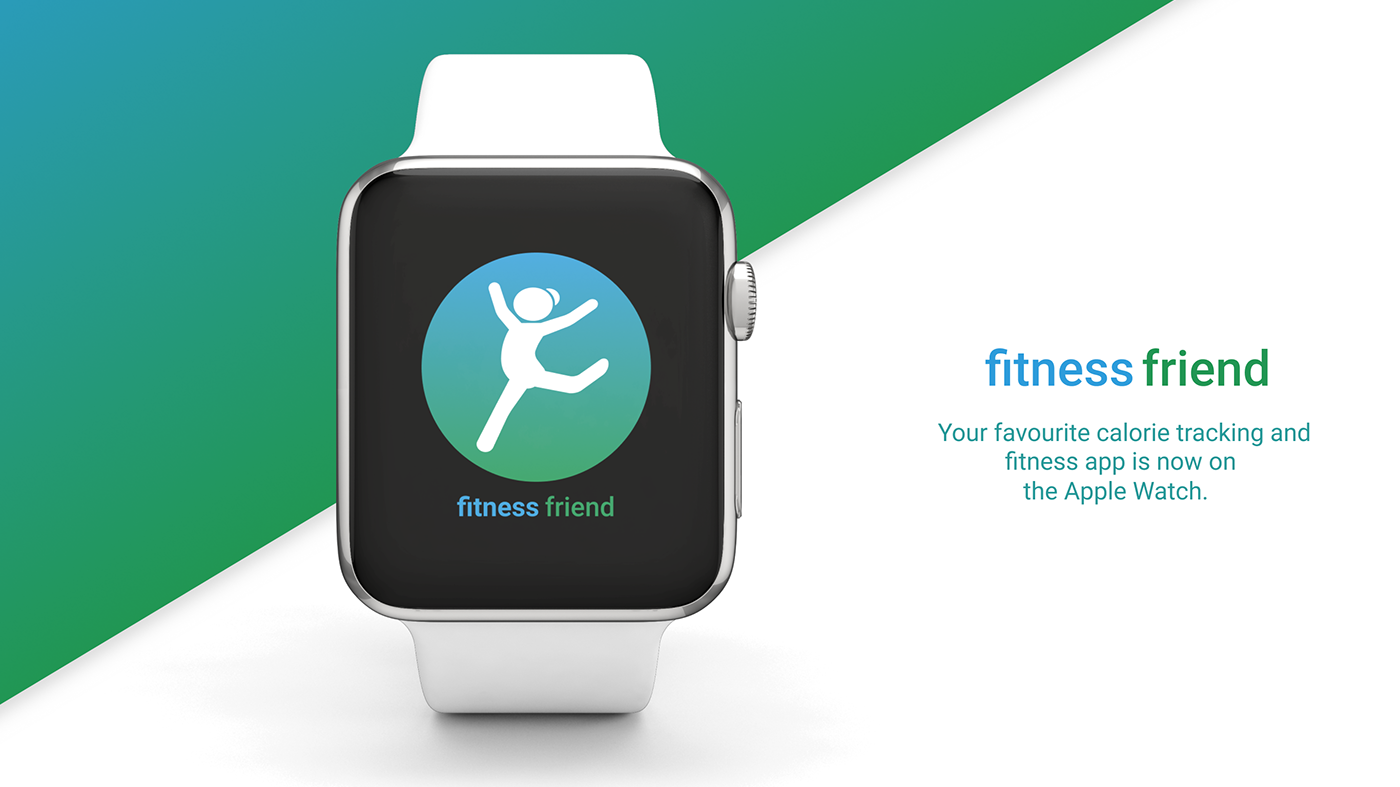 fitness friend
fitness friend
Your favourite calorie tracking and
fitness app is now on
the Apple Watch.